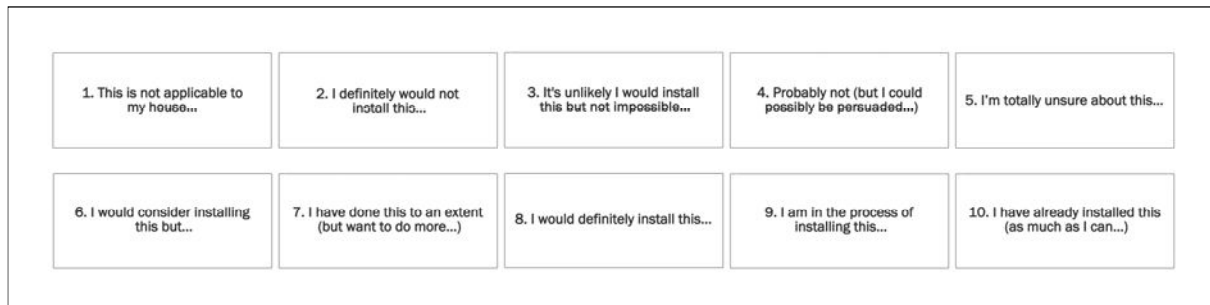 1. This is not applicable to
my house...
2. I definitely would not
install this...
3. It's unlikely I would install
this but not impossible...
4. Probably not (but I could
possibly be persuaded...)
5. I'm totally unsure about this...
6. I would consider installing
this but...
7. I have done this to an extent
(but want to do more...)
8. I would definitely install this...
9. I am in the process of
installing this...
10. I have already installed this
(as much as I can...)